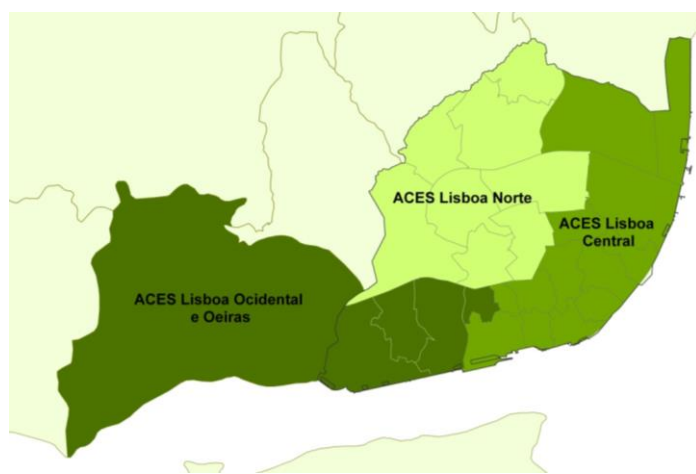 ACES Lisboa Norte
ACES Lisboa
Central
ACES Lisboa Ocidental
e Oeiras